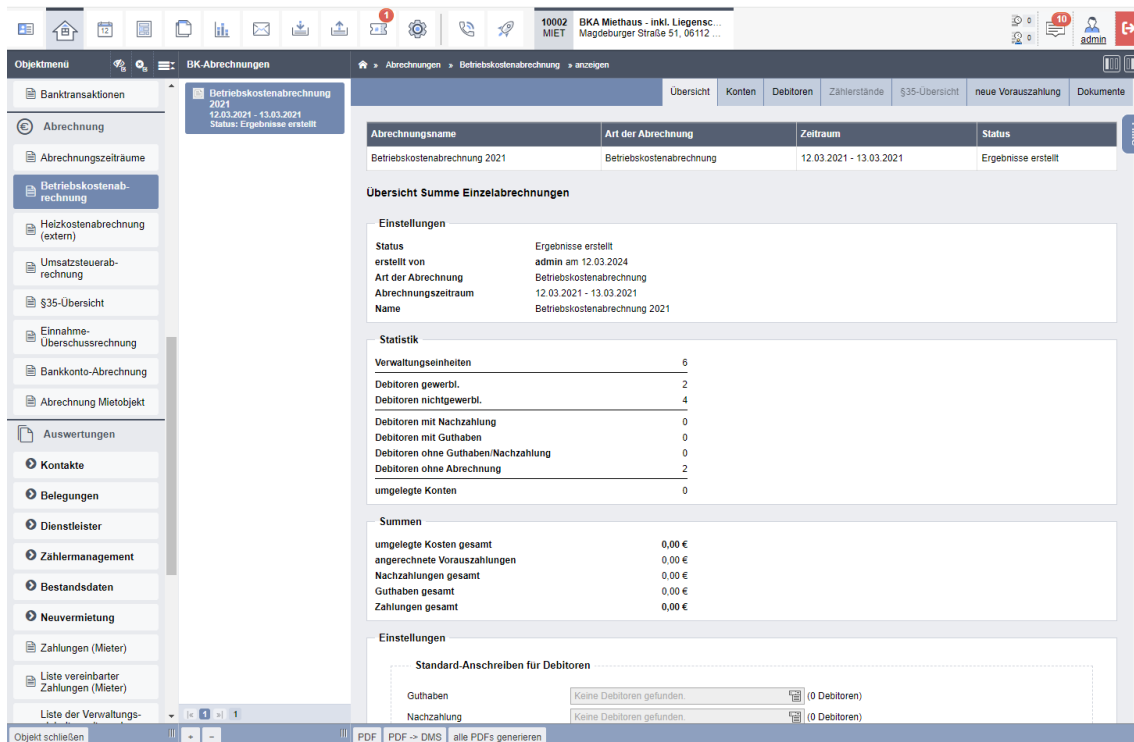 12
1
10002
MIET
BKA Miethaus - inkl. Liegensc...
Magdeburger Straße 51, 06112 ...
0
0
10
admin
Objektmenü
BK-Abrechnungen
» Abrechnungen » Betriebskostenabrechnung » anzeigen
Banktransaktionen
Abrechnung
Abrechnungszeiträume
Betriebskostenab-
rechnung
Heizkostenabrechnung
(extern)
Umsatzsteuerab-
rechnung
§35-Übersicht
Einnahme-
Überschussrechnung
Bankkonto-Abrechnung
Abrechnung Mietobjekt
Auswertungen
Kontakte
Belegungen
Dienstleister
Zählermanagement
Bestandsdaten
Neuvermietung
Zahlungen (Mieter)
Liste vereinbarter
Zahlungen (Mieter)
Liste der Verwaltungs-
Objekt schließen
Betriebskostenabrechnung
2021
12.03.2021 - 13.03.2021
Status: Ergebnisse erstellt
1 1
+ -
Übersicht Konten Debitoren Zählerstände §35-Übersicht neue Vorauszahlung Dokumente
Abrechnungsname Art der Abrechnung Zeitraum Status
Betriebskostenabrechnung 2021 Betriebskostenabrechnung 12.03.2021 - 13.03.2021 Ergebnisse erstellt
Übersicht Summe Einzelabrechnungen
Einstellungen
Status Ergebnisse erstellt
erstellt von admin am 12.03.2024
Art der Abrechnung Betriebskostenabrechnung
Abrechnungszeitraum 12.03.2021 - 13.03.2021
Name Betriebskostenabrechnung 2021
Statistik
Verwaltungseinheiten 6
Debitoren gewerbl. 2
Debitoren nichtgewerbl. 4
Debitoren mit Nachzahlung 0
Debitoren mit Guthaben 0
Debitoren ohne Guthaben/Nachzahlung 0
Debitoren ohne Abrechnung 2
umgelegte Konten 0
Summen
umgelegte Kosten gesamt 0,00 €
angerechnete Vorauszahlungen 0,00 €
Nachzahlungen gesamt 0,00 €
Guthaben gesamt 0,00 €
Zahlungen gesamt 0,00 €
Einstellungen
Standard-Anschreiben für Debitoren
Guthaben Keine Debitoren gefunden. (0 Debitoren)
Nachzahlung Keine Debitoren gefunden. (0 Debitoren)
PDF PDF -> DMS alle PDFs generieren